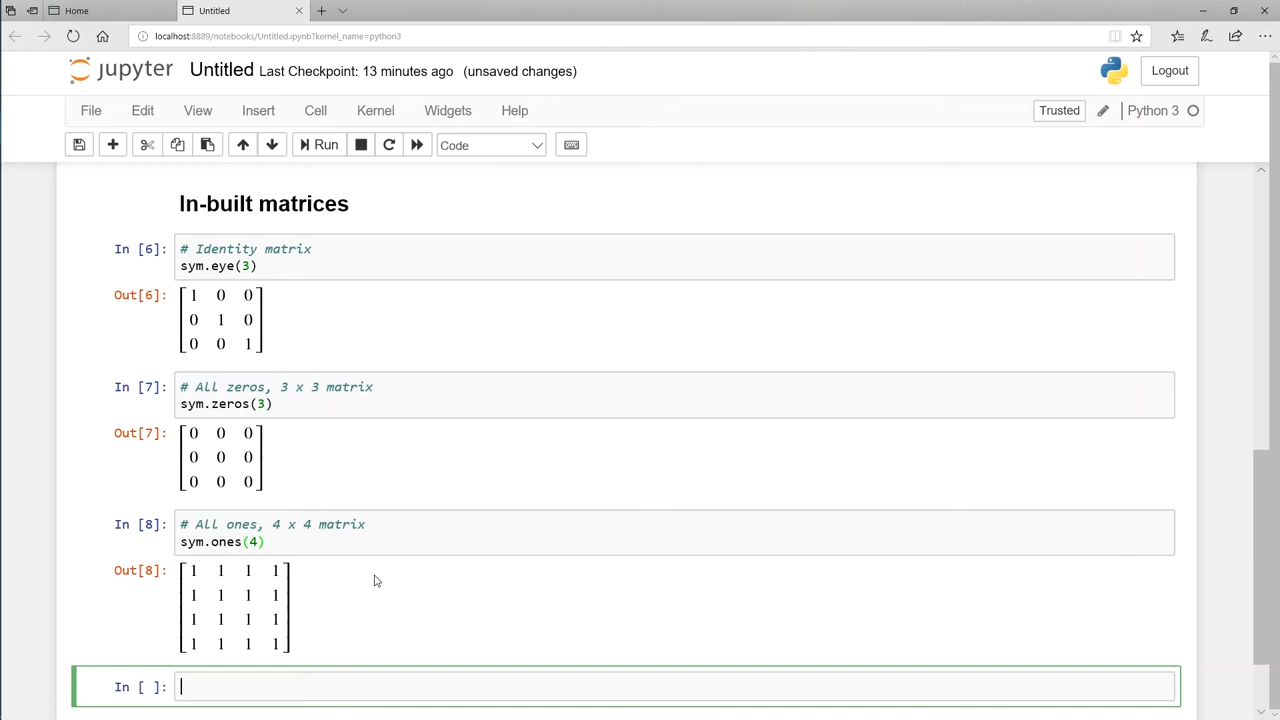 Home
Untitled
localhost:8889/notebooks/Untitled.ipynb?kernel_name=python3
jupyter Untitled Last Checkpoint: 13 minutes ago (unsaved changes) Logout
File Edit View Insert Cell Kernel Widgets Help Trusted Python 3
Run Code
In-built matrices
In [6]: # Identity matrix
sym.eye(3)
Out[6]:
1 0 0
0 1 0
0 0 1
In [7]: # All zeros, 3 x 3 matrix
sym.zeros(3)
Out[7]:
0 0 0
0 0 0
0 0 0
In [8]: # All ones, 4 x 4 matrix
sym.ones(4)
Out[8]:
1 1 1 1
1 1 1 1
1 1 1 1
1 1 1 1
In [ ]: